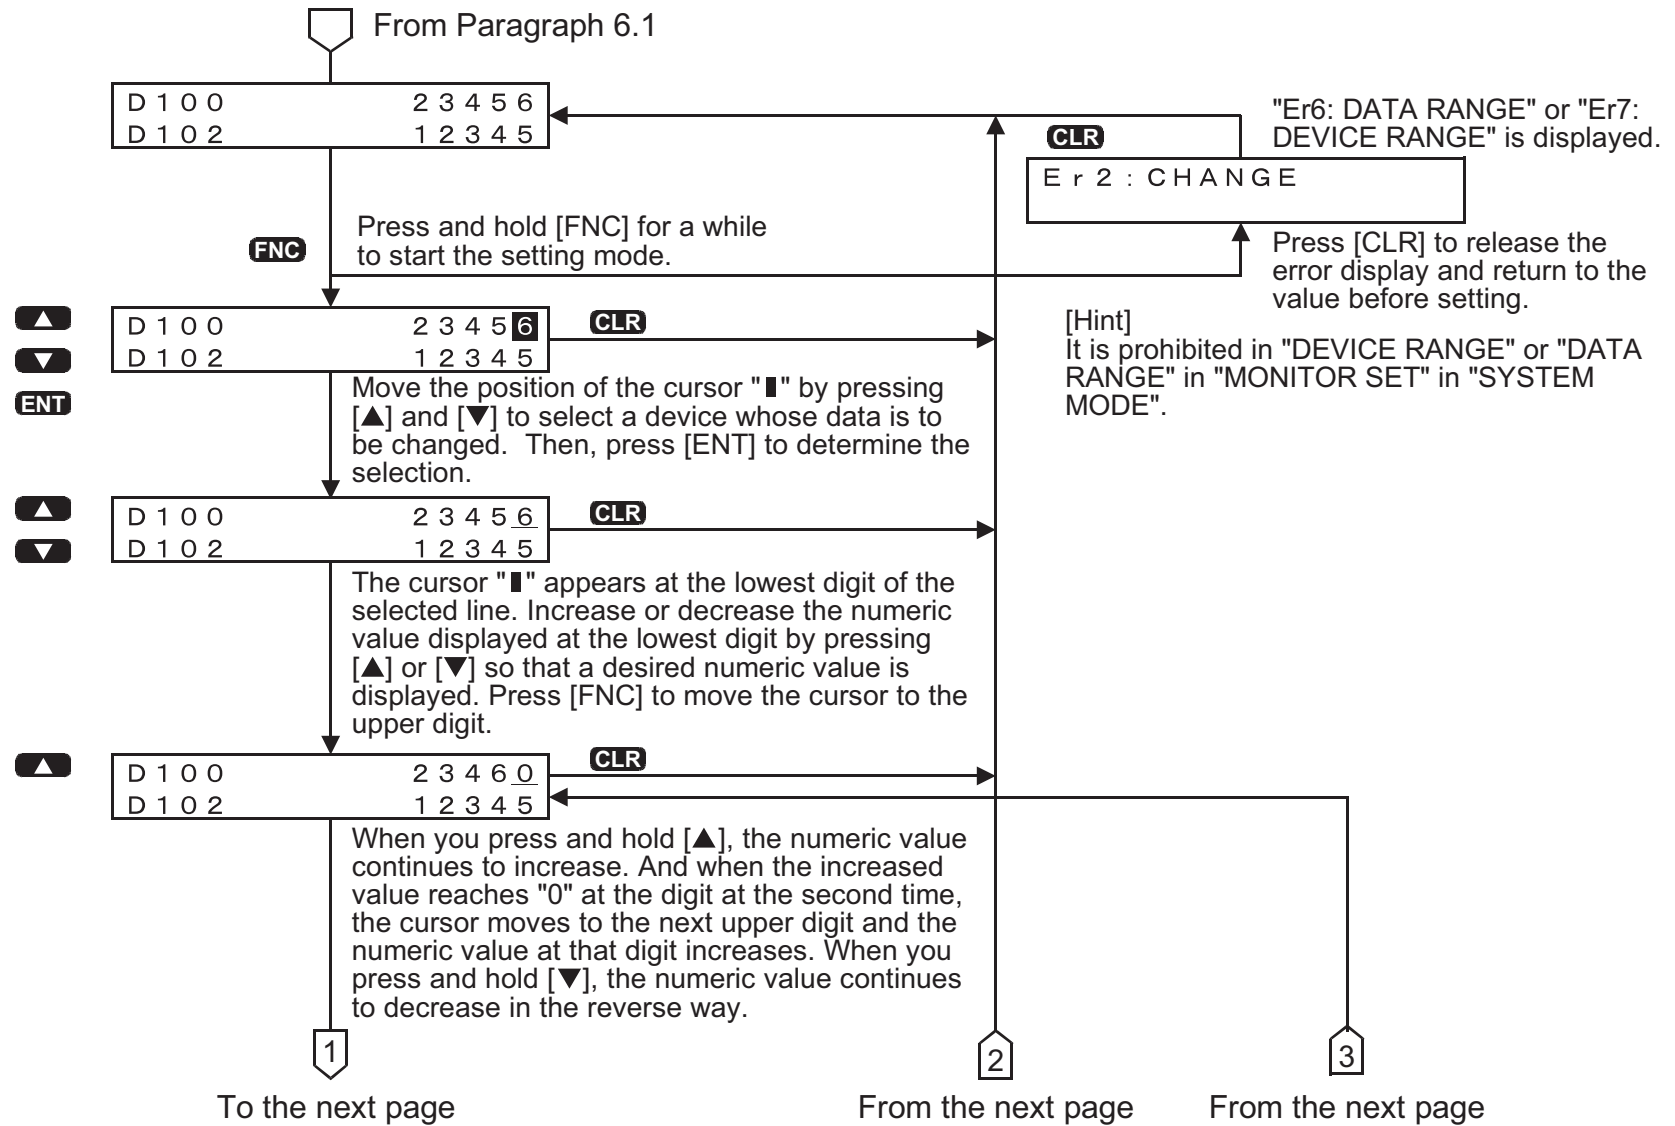 From Paragraph 6.1
D100 23456
D102 12345
"Er6: DATA RANGE" or "Er7:
DEVICE RANGE" is displayed.
CLR
Er2:CHANGE
Press and hold [FNC] for a while
to start the setting mode.
FNC
Press [CLR] to release the
error display and return to the
value before setting.
[Hint]
It is prohibited in "DEVICE RANGE" or "DATA
RANGE" in "MONITOR SET" in "SYSTEM
MODE".
▲
▼
ENT
D100 23456
D102 12345
CLR
Move the position of the cursor "▮" by pressing
[▲] and [▼] to select a device whose data is to
be changed. Then, press [ENT] to determine the
selection.
▲
▼
D100 23456
D102 12345
CLR
The cursor "▮" appears at the lowest digit of the
selected line. Increase or decrease the numeric
value displayed at the lowest digit by pressing
[▲] or [▼] so that a desired numeric value is
displayed. Press [FNC] to move the cursor to the
upper digit.
▲
D100 23460
D102 12345
CLR
When you press and hold [▲], the numeric value
continues to increase. And when the increased
value reaches "0" at the digit at the second time,
the cursor moves to the next upper digit and the
numeric value at that digit increases. When you
press and hold [▼], the numeric value continues
to decrease in the reverse way.
1
To the next page
2
From the next page
3
From the next page